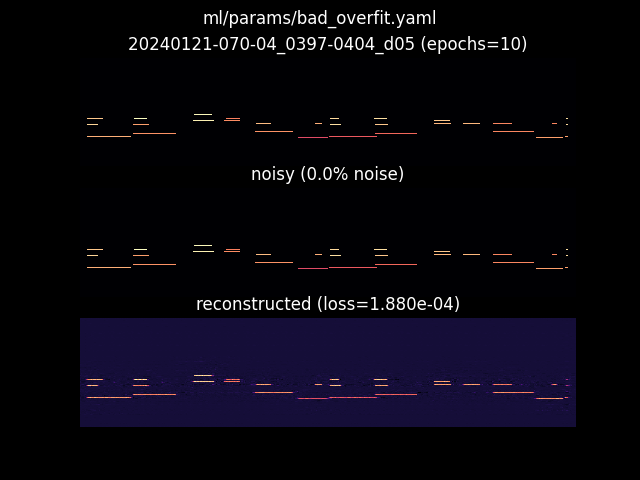 ml/params/bad_overfit.yaml
20240121-070-04_0397-0404_d05 (epochs=10)
noisy (0.0% noise)
reconstructed (loss=1.880e-04)